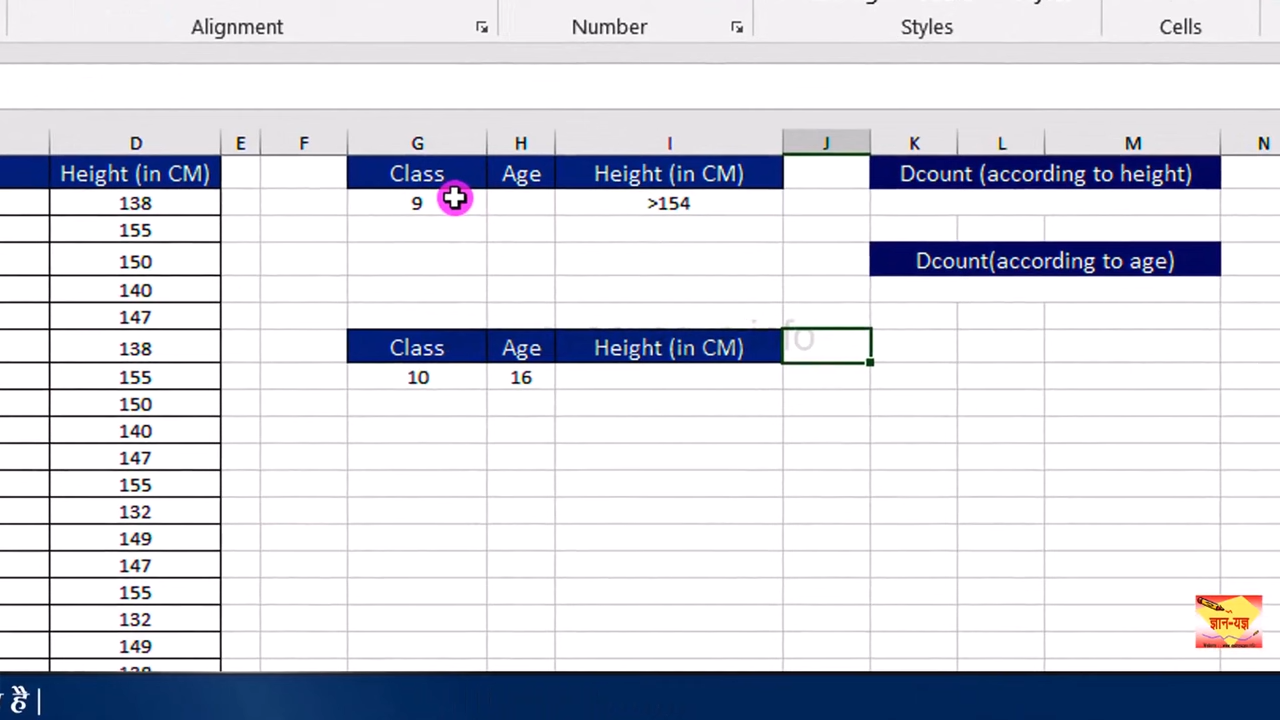 Alignment Number Styles Cells
D E F G H I J K L M N
Height (in CM) Class Age Height (in CM) Dcount (according to height)
138 9 >154
155
150 Dcount(according to age)
140
147
138 Class Age Height (in CM)
155 10 16
150
140
147
155
132
149
147
155
132
149
ज्ञान-यज्ञ
है |